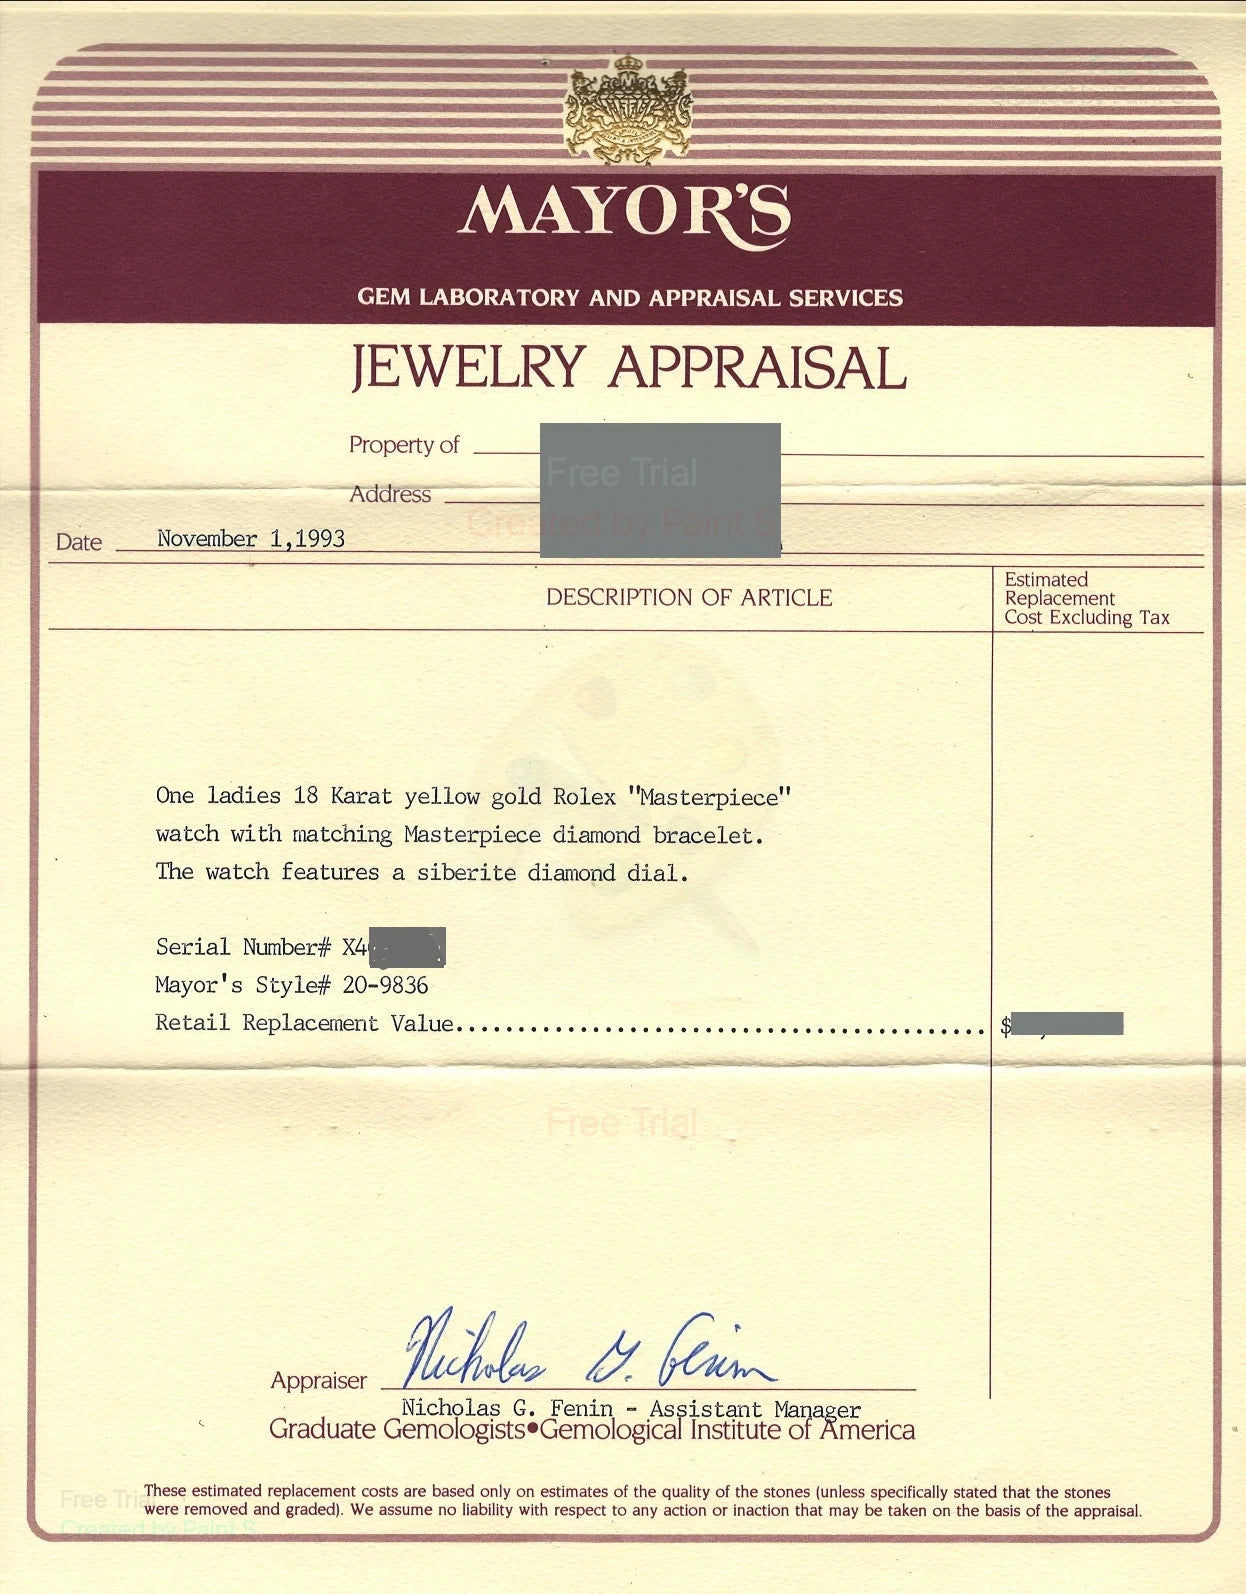 MAYOR'S
GEM LABORATORY AND APPRAISAL SERVICES
JEWELRY APPRAISAL
Property of
Free Trial
Address
Created by Paint S
Date November 1,1993
DESCRIPTION OF ARTICLE
Estimated
Replacement
Cost Excluding Tax
One ladies 18 Karat yellow gold Rolex "Masterpiece"
watch with matching Masterpiece diamond bracelet.
The watch features a siberite diamond dial.
Serial Number# X4
Mayor's Style# 20-9836
Retail Replacement Value........................................... $
Free Trial
Appraiser Nicholas G. Fenin
Nicholas G. Fenin - Assistant Manager
Graduate Gemologists•Gemological Institute of America
These estimated replacement costs are based only on estimates of the quality of the stones (unless specifically stated that the stones
were removed and graded). We assume no liability with respect to any action or inaction that may be taken on the basis of the appraisal.
Free Trial
Created by Paint S